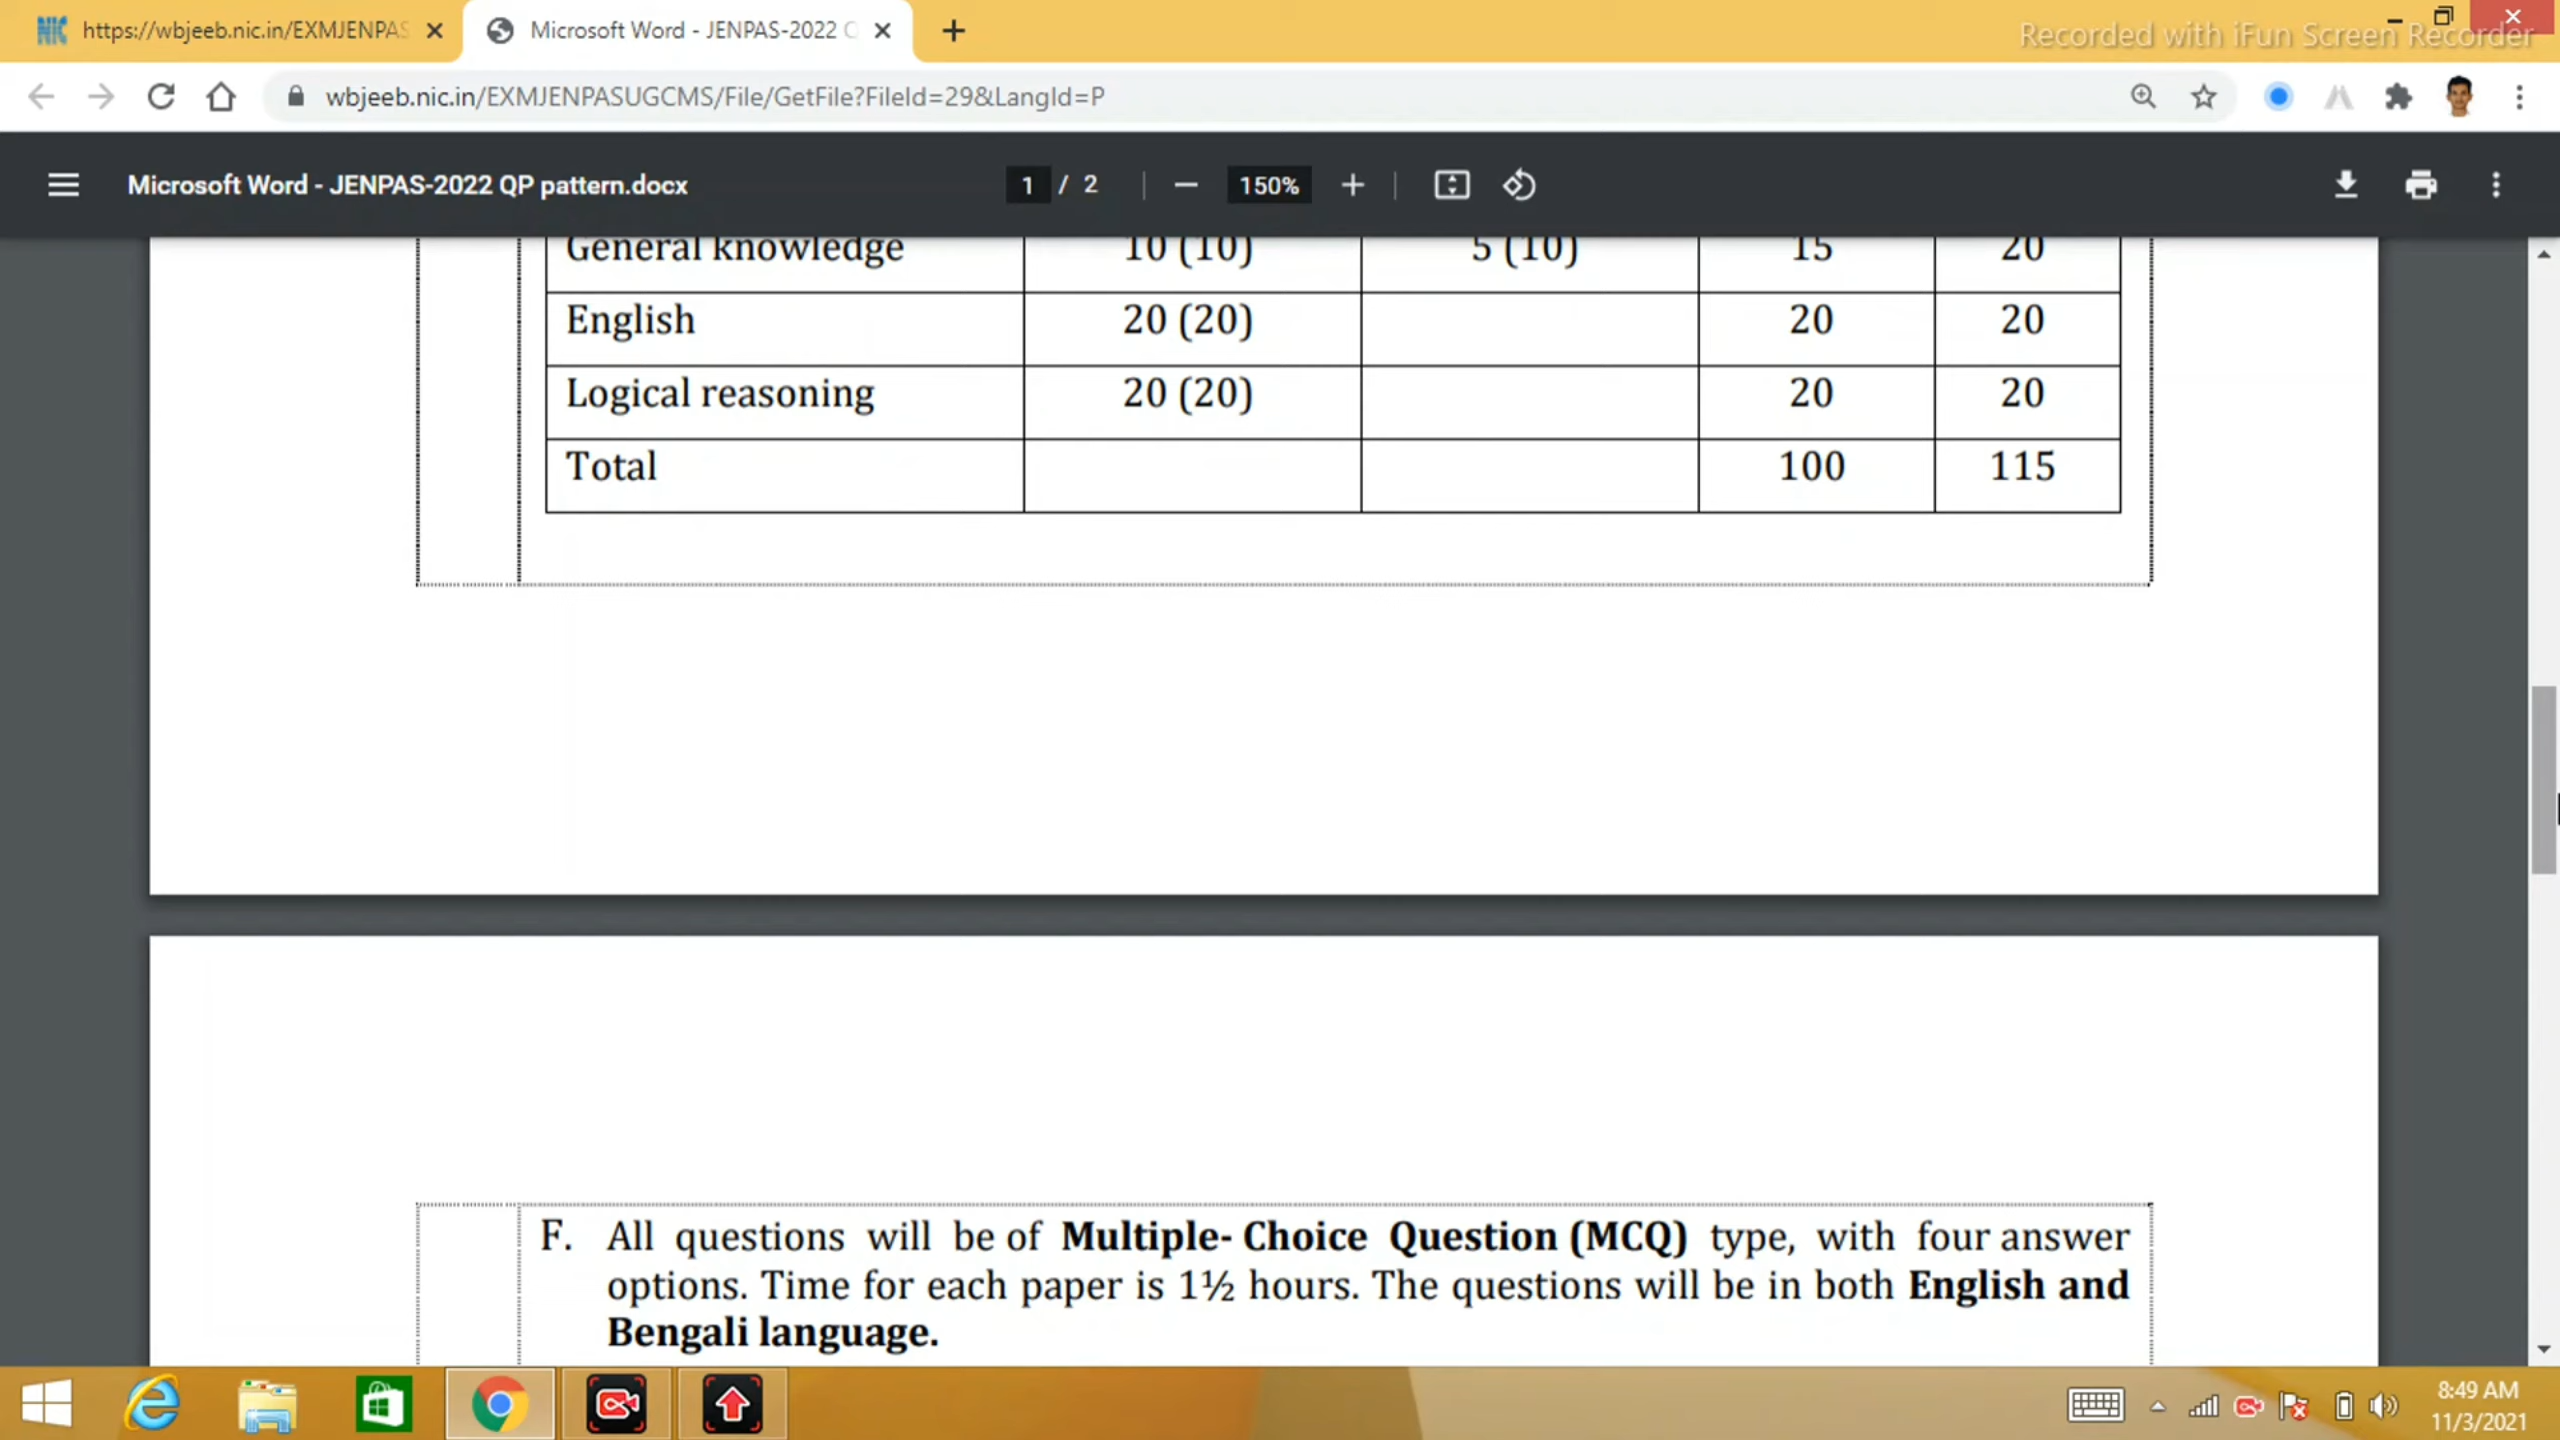 https://wbjeeb.nic.in/EXMJENPAS
Microsoft Word - JENPAS-2022 Q
Recorded with iFun Screen Recorder
wbjeeb.nic.in/EXMJENPASUGCMS/File/GetFile?FileId=29&LangId=P
Microsoft Word - JENPAS-2022 QP pattern.docx
1 / 2
150%
General knowledge 10 (10) 5 (10) 15 20
English 20 (20) 20 20
Logical reasoning 20 (20) 20 20
Total 100 115
F. All questions will be of Multiple- Choice Question (MCQ) type, with four answer
options. Time for each paper is 1½ hours. The questions will be in both English and
Bengali language.
8:49 AM
11/3/2021